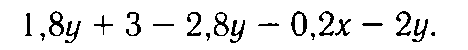 1,8y + 3 − 2,8y − 0,2x − 2y.